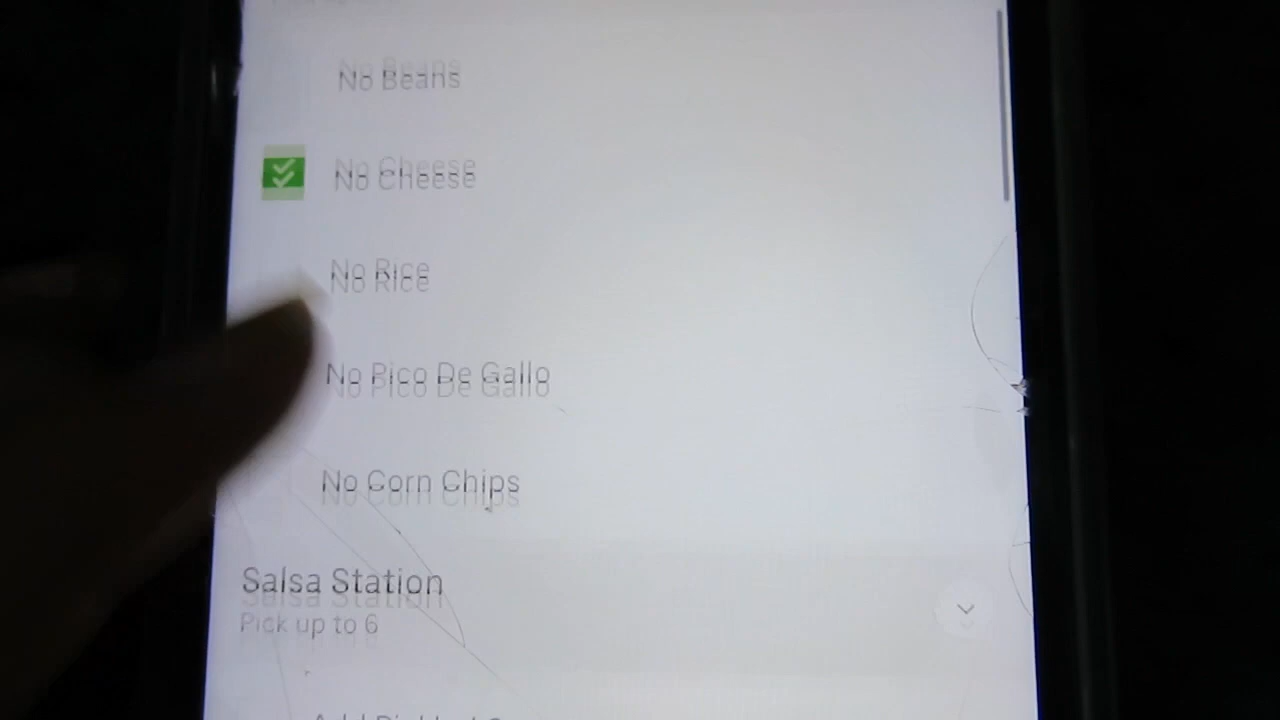 No Beans
No Cheese
No Rice
No Pico De Gallo
No Corn Chips
Salsa Station
Pick up to 6
Add